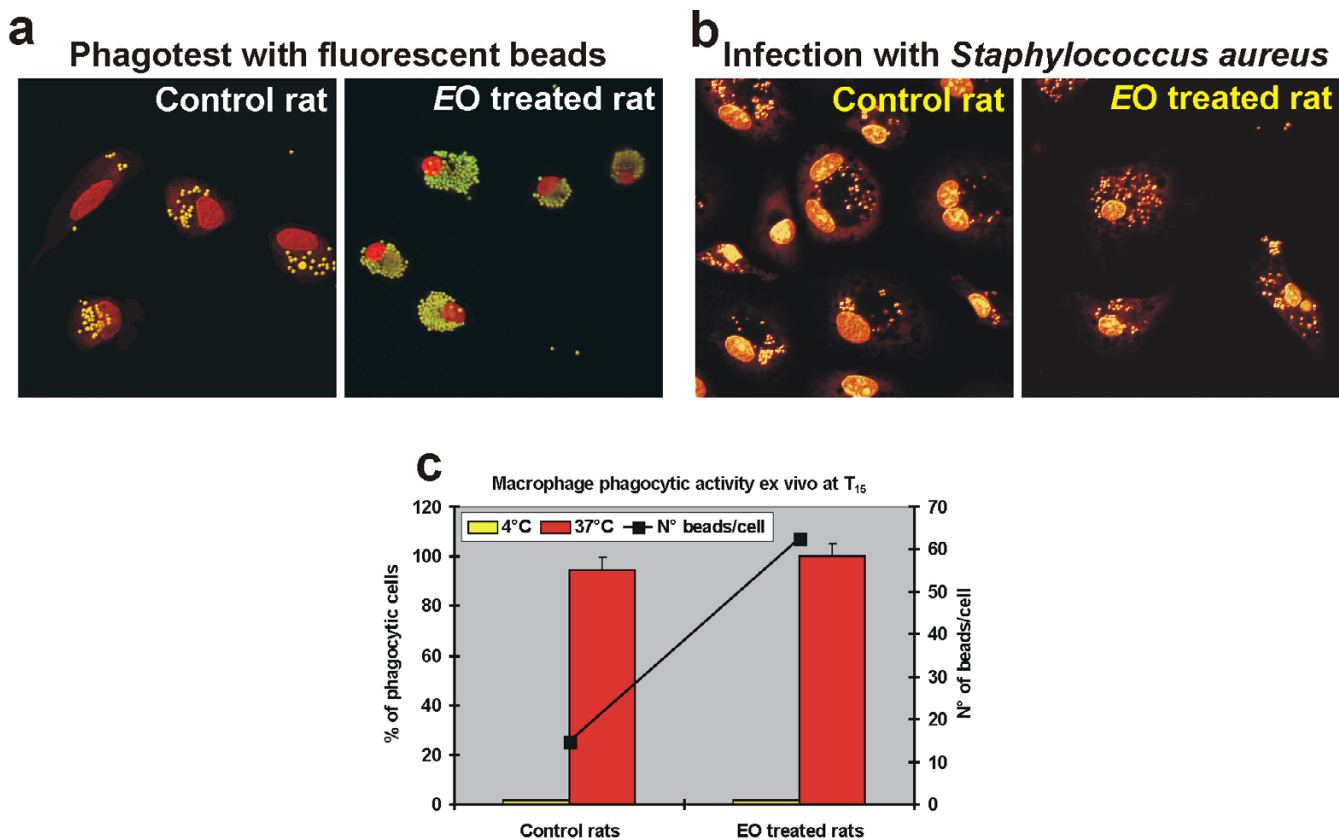 a
Phagotest with fluorescent beads
Control rat
EO treated rat
b
Infection with Staphylococcus aureus
Control rat
EO treated rat
c
Macrophage phagocytic activity ex vivo at T15
4°C 37°C N° beads/cell
% of phagocytic cells
120
100
80
60
40
20
0
70
60
50
40
30
20
10
0
N° of beads/cell
Control rats
EO treated rats